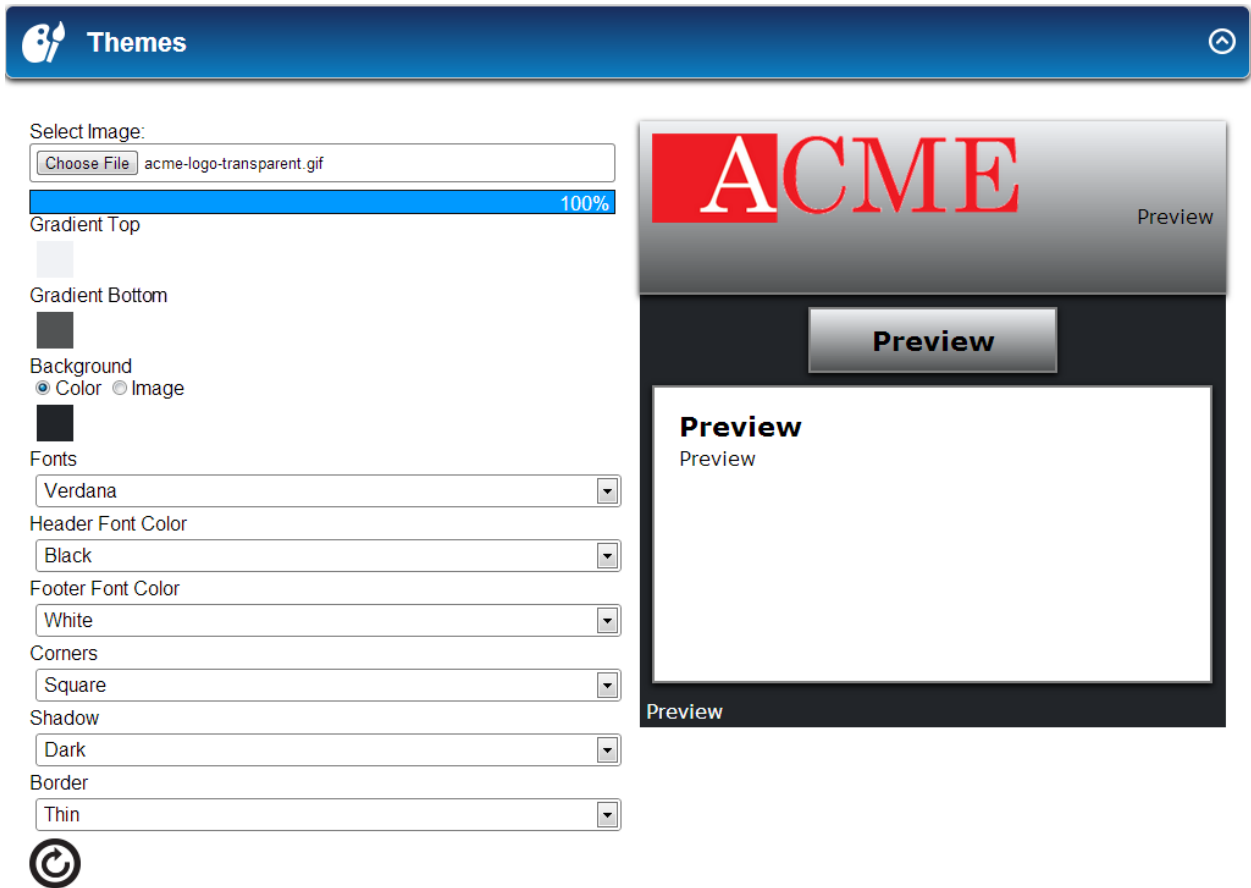 Themes
Select Image:
Choose File acme-logo-transparent.gif
100%
Gradient Top
Gradient Bottom
Background
Color Image
Fonts
Verdana
Header Font Color
Black
Footer Font Color
White
Corners
Square
Shadow
Dark
Border
Thin
ACME
Preview
Preview
Preview
Preview
Preview